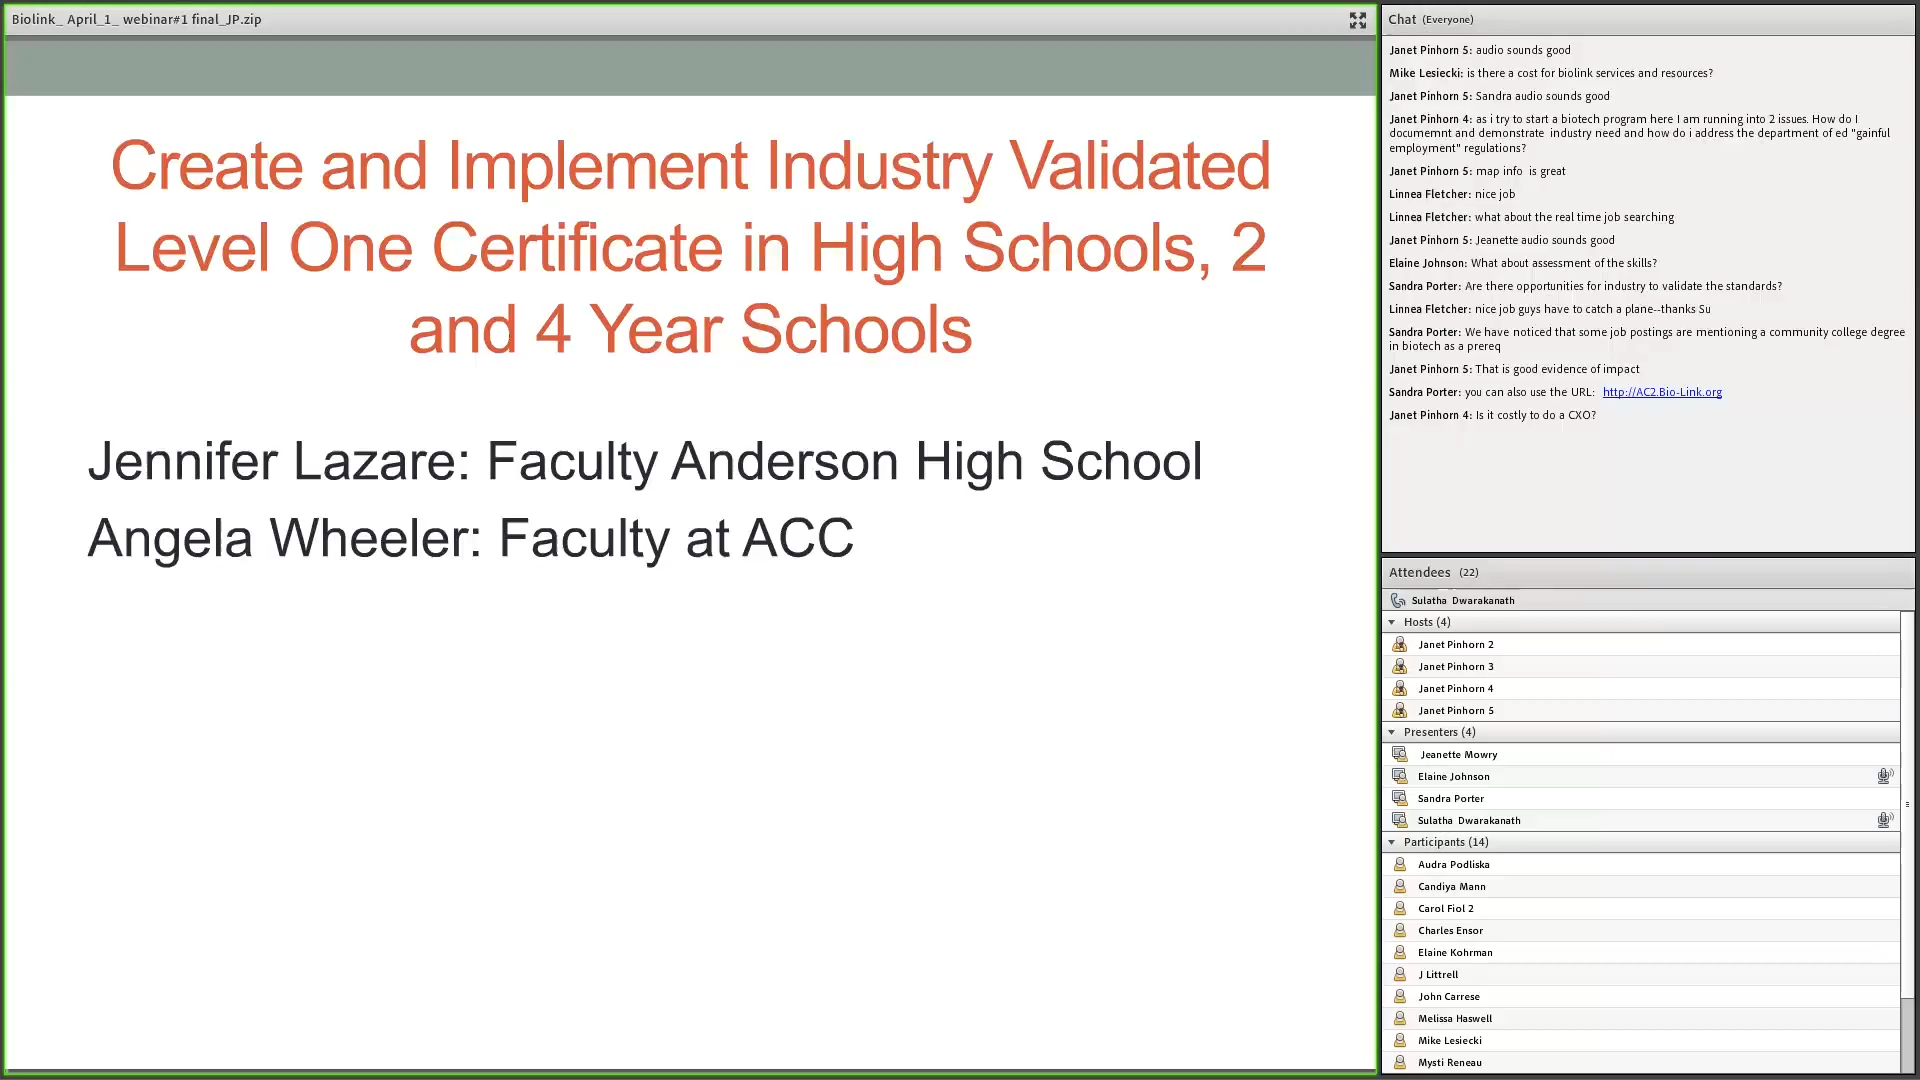 Biolink_ April_1_ webinar#1 final_JP.zip
Create and Implement Industry Validated
Level One Certificate in High Schools, 2
and 4 Year Schools
Jennifer Lazare: Faculty Anderson High School
Angela Wheeler: Faculty at ACC
Chat (Everyone)
Janet Pinhorn 5: audio sounds good
Mike Lesiecki: is there a cost for biolink services and resources?
Janet Pinhorn 5: Sandra audio sounds good
Janet Pinhorn 4: as i try to start a biotech program here I am running into 2 issues. How do I
documemnt and demonstrate industry need and how do i address the department of ed "gainful
employment" regulations?
Janet Pinhorn 5: map info is great
Linnea Fletcher: nice job
Linnea Fletcher: what about the real time job searching
Janet Pinhorn 5: Jeanette audio sounds good
Elaine Johnson: What about assessment of the skills?
Sandra Porter: Are there opportunities for industry to validate the standards?
Linnea Fletcher: nice job guys have to catch a plane--thanks Su
Sandra Porter: We have noticed that some job postings are mentioning a community college degree
in biotech as a prereq
Janet Pinhorn 5: That is good evidence of impact
Sandra Porter: you can also use the URL: http://AC2.Bio-Link.org
Janet Pinhorn 4: Is it costly to do a CXO?
Attendees (22)
Sulatha Dwarakanath
Hosts (4)
Janet Pinhorn 2
Janet Pinhorn 3
Janet Pinhorn 4
Janet Pinhorn 5
Presenters (4)
Jeanette Mowry
Elaine Johnson
Sandra Porter
Sulatha Dwarakanath
Participants (14)
Audra Podliska
Candiya Mann
Carol Fiol 2
Charles Ensor
Elaine Kohrman
J Littrell
John Carrese
Melissa Haswell
Mike Lesiecki
Mysti Reneau